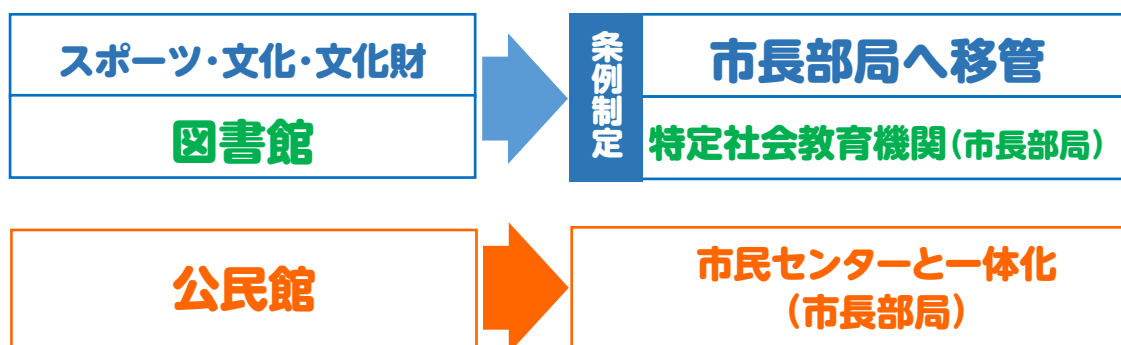 スポーツ・文化・文化財
図書館
条例制定
市長部局へ移管
特定社会教育機関(市長部局)
公民館
市民センターと一体化
(市長部局)